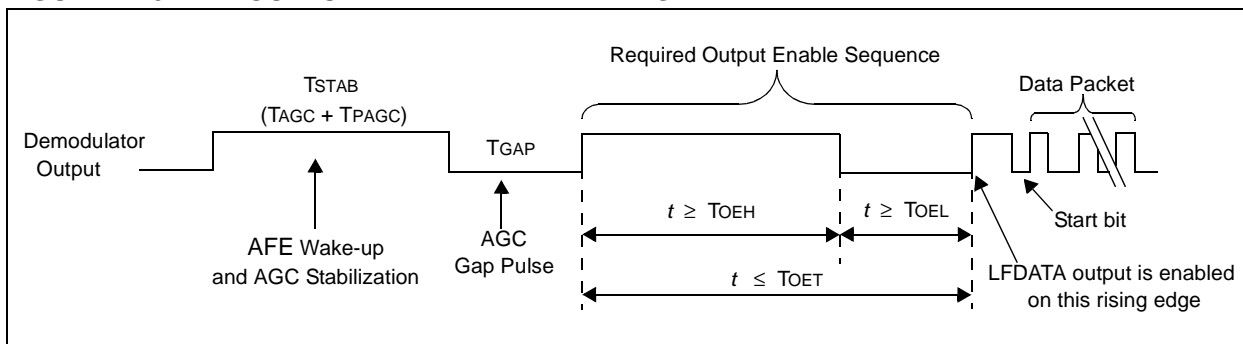 Required Output Enable Sequence
TSTAB
(TAGC + TPAGC)
Data Packet
Demodulator
Output
TGAP
t ≥ TOEH
t ≥ TOEL
Start bit
AFE Wake-up
and AGC Stabilization
AGC
Gap Pulse
t ≤ TOET
LFDATA output is enabled
on this rising edge